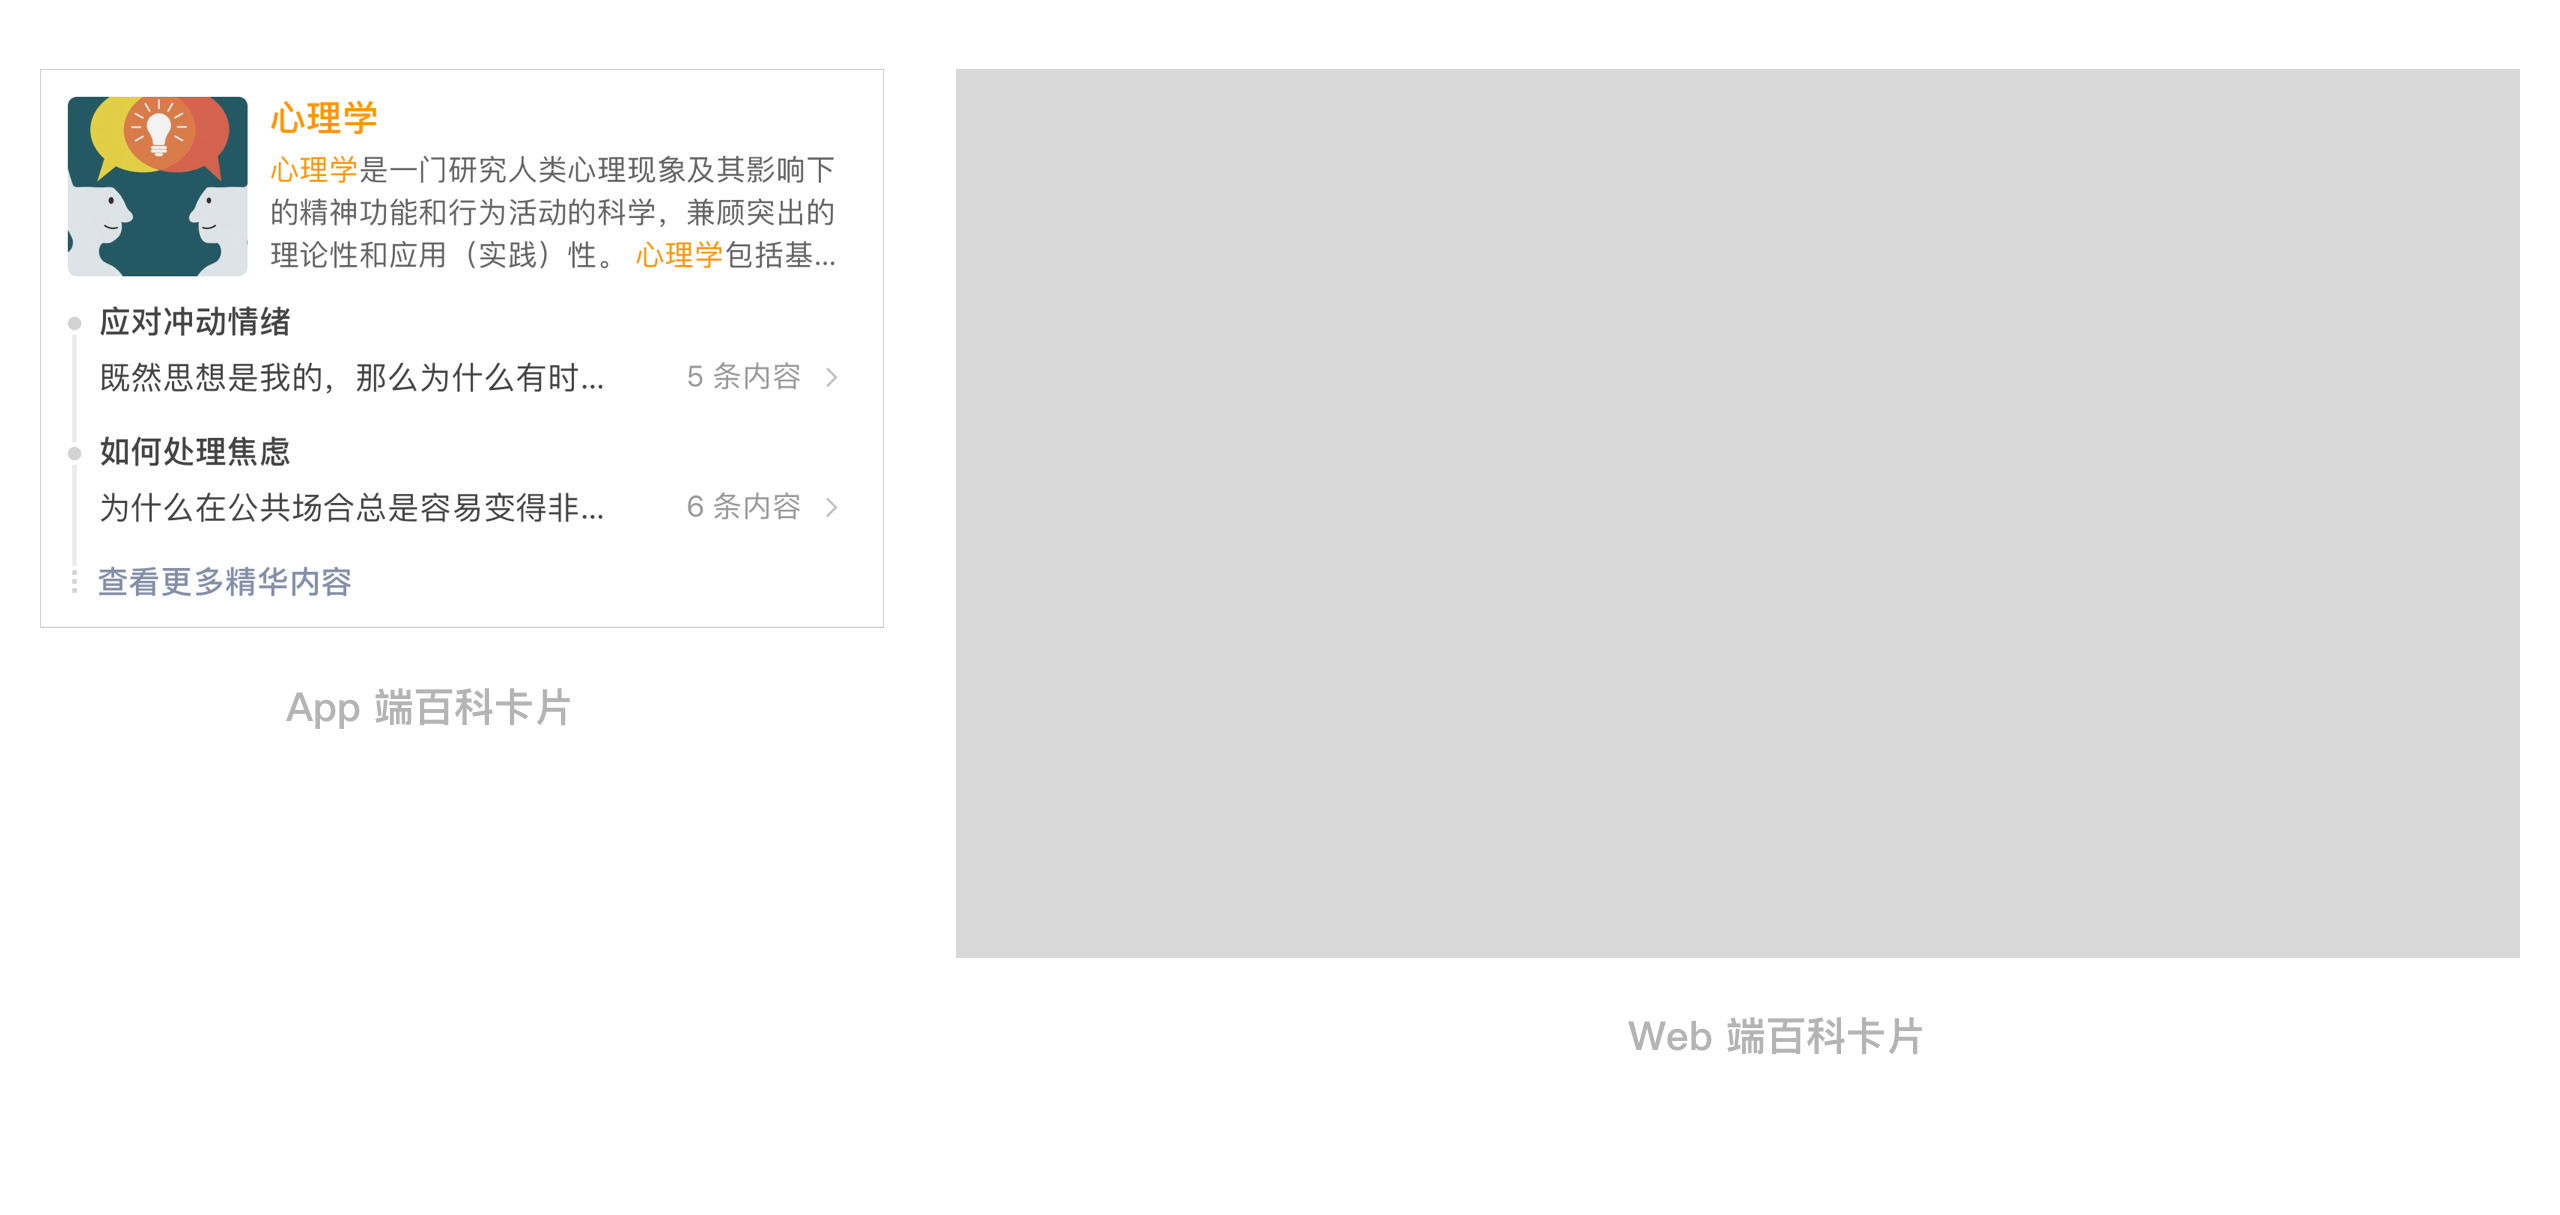 心理学
心理学是一门研究人类心理现象及其影响下
的精神功能和行为活动的科学，兼顾突出的
理论性和应用（实践）性。 心理学包括基...
应对冲动情绪
既然思想是我的，那么为什么有时... 5 条内容
如何处理焦虑
为什么在公共场合总是容易变得非... 6 条内容
查看更多精华内容
App 端百科卡片
Web 端百科卡片